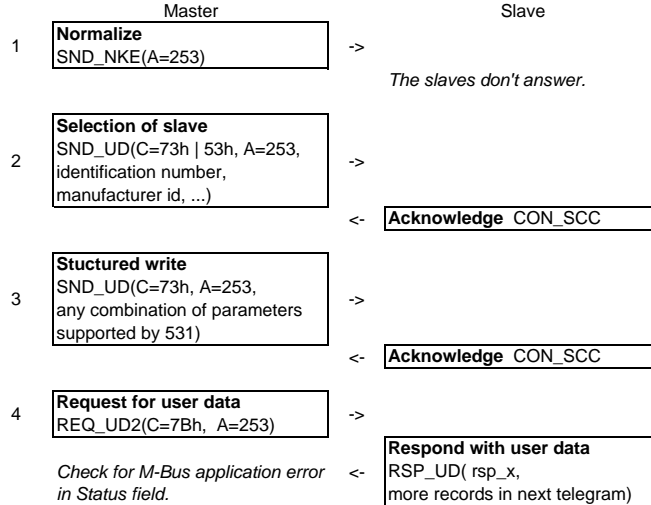 Master Slave
Normalize
1 SND_NKE(A=253) ->
The slaves don't answer.
Selection of slave
SND_UD(C=73h | 53h, A=253,
2 identification number, ->
manufacturer id, ...)
<- Acknowledge CON_SCC
Stuctured write
SND_UD(C=73h, A=253,
3 any combination of parameters ->
supported by 531)
<- Acknowledge CON_SCC
Request for user data
4 REQ_UD2(C=7Bh, A=253) ->
Respond with user data
Check for M-Bus application error <- RSP_UD( rsp_x,
in Status field. more records in next telegram)